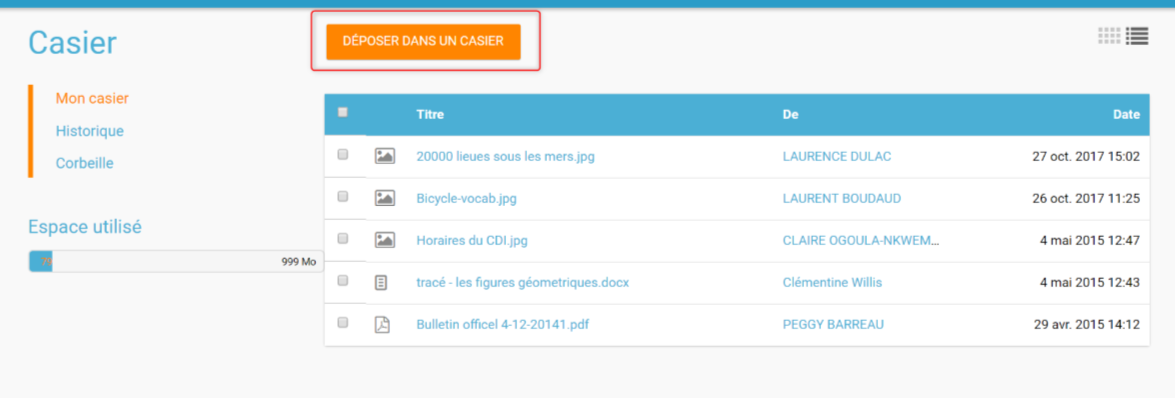 Casier
DÉPOSER DANS UN CASIER
Mon casier
Historique
Corbeille
Espace utilisé
999 Mo
Titre De Date
20000 lieues sous les mers.jpg LAURENCE DULAC 27 oct. 2017 15:02
Bicycle-vocab.jpg LAURENT BOUDAUD 26 oct. 2017 11:25
Horaires du CDI.jpg CLAIRE OGOULA-NKWEM... 4 mai 2015 12:47
tracé - les figures géometriques.docx Clémentine Willis 4 mai 2015 12:43
Bulletin officel 4-12-20141.pdf PEGGY BARREAU 29 avr. 2015 14:12